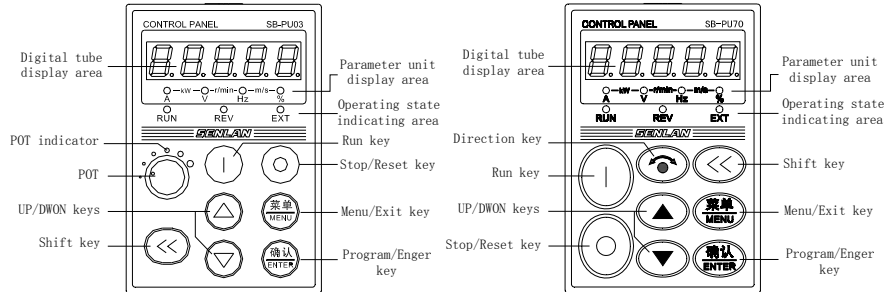 CONTROL PANEL SB-PU03
Digital tube
display area
A kW V r/min Hz m/s %
RUN REV EXT
Parameter unit
display area
Operating state
indicating area
SENLAN
POT indicator
POT
Run key
Stop/Reset key
UP/DWON keys
菜单
MENU
Menu/Exit key
Shift key
确认
ENTER
Program/Enger
key
CONTROL PANEL SB-PU70
Digital tube
display area
A kW V r/min Hz m/s %
RUN REV EXT
Parameter unit
display area
Operating state
indicating area
SENLAN
Direction key
Shift key
Run key
UP/DWON keys
菜单
MENU
Menu/Exit key
Stop/Reset key
确认
ENTER
Program/Enger
key